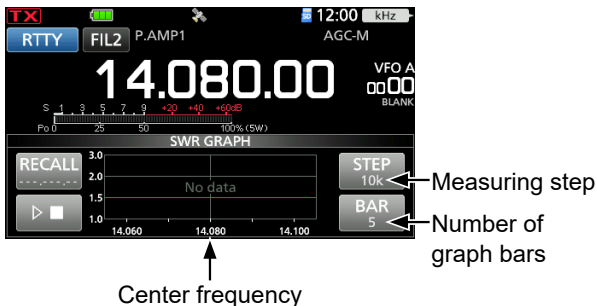 TX 12:00 kHz
RTTY FIL2 P.AMP1 AGC-M
14.080.00 VFO A
0000
BLANK
S 1 3 5 7 9 +20 +40 +60dB
Po 0 25 50 100% (5W)
SWR GRAPH
RECALL
--.---.--
3.0
2.0
1.5
1.0
No data
14.060 14.080 14.100
STEP
10k
BAR
5
Measuring step
Number of
graph bars
Center frequency